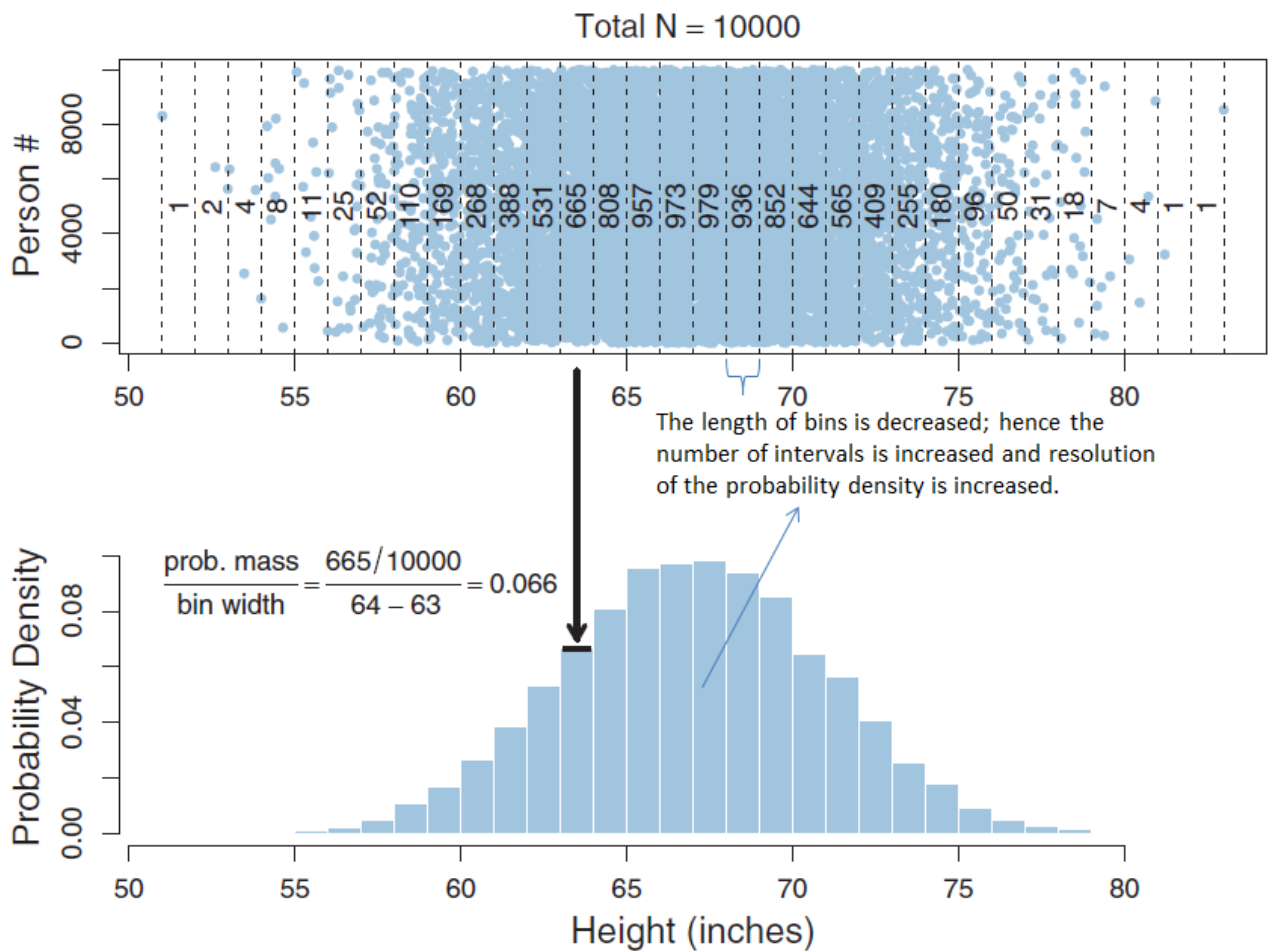 Total N = 10000
Person #
8000
4000
0
1 2 4 8 11 25 52 110 169 268 388 531 665 808 957 973 979 936 852 644 565 409 255 180 96 50 31 18 7 4 1 1
50 55 60 65 70 75 80
The length of bins is decreased; hence the
number of intervals is increased and resolution
of the probability density is increased.
prob. mass / bin width = 665/10000 / 64 – 63 = 0.066
Probability Density
0.08
0.04
0.00
50 55 60 65 70 75 80
Height (inches)